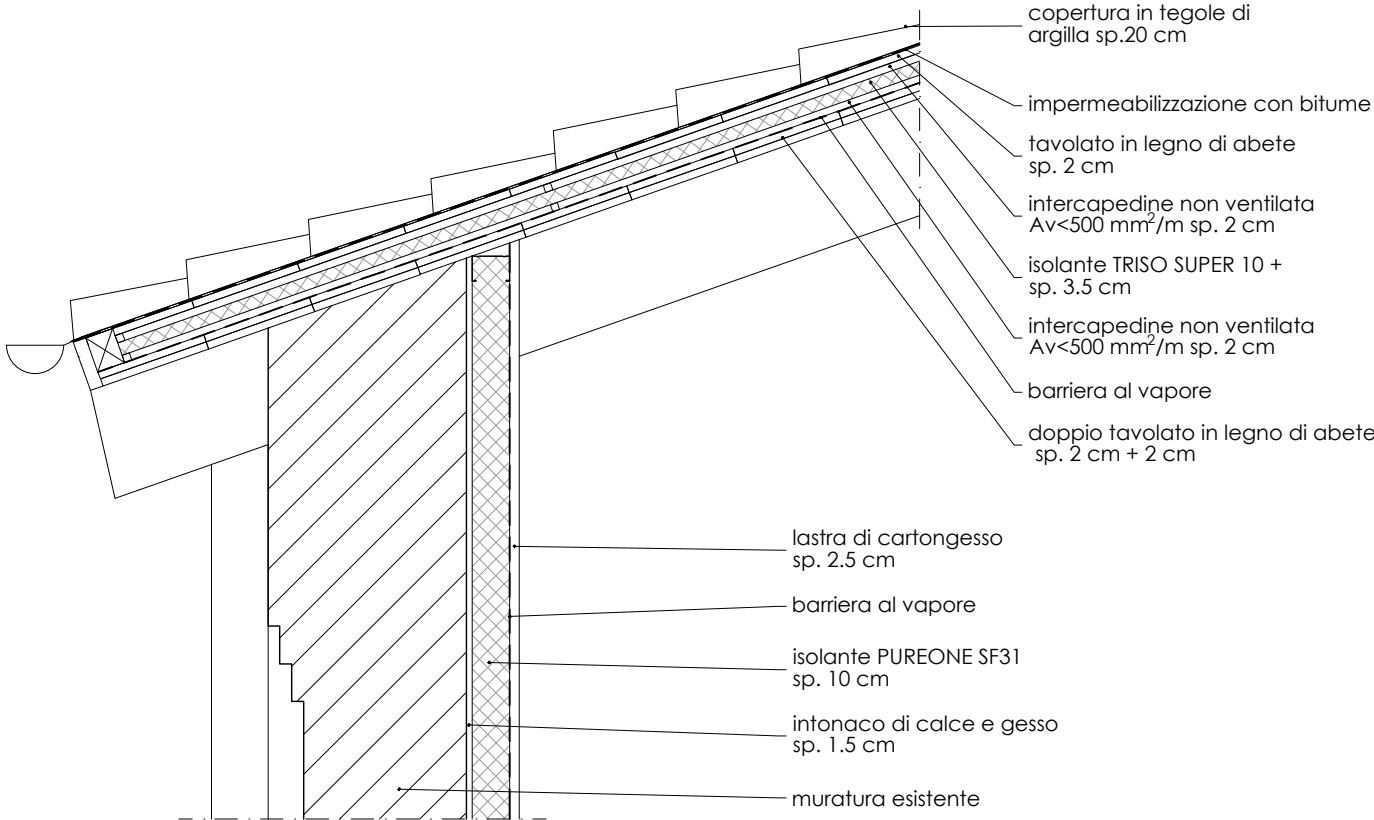 copertura in tegole di
argilla sp.20 cm
impermeabilizzazione con bitume
tavolato in legno di abete
sp. 2 cm
intercapedine non ventilata
Av<500 mm²/m sp. 2 cm
isolante TRISO SUPER 10 +
sp. 3.5 cm
intercapedine non ventilata
Av<500 mm²/m sp. 2 cm
barriera al vapore
doppio tavolato in legno di abete
sp. 2 cm + 2 cm
lastra di cartongesso
sp. 2.5 cm
barriera al vapore
isolante PUREONE SF31
sp. 10 cm
intonaco di calce e gesso
sp. 1.5 cm
muratura esistente